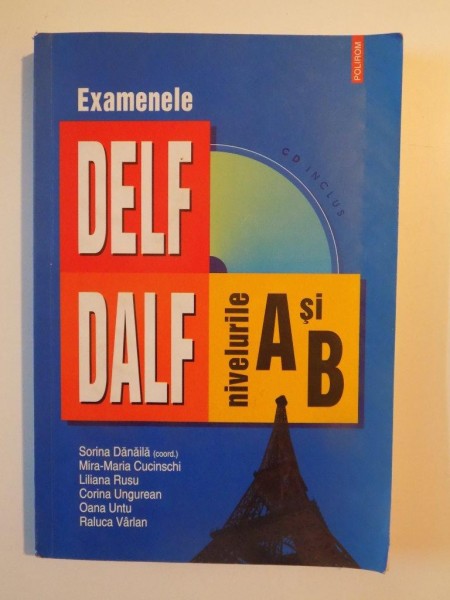 POLIROM
Examenele
CD INCLUS
DELF
DALF
nivelurile
A şi
B
Sorina Dănăilă (coord.)
Mira-Maria Cucinschi
Liliana Rusu
Corina Ungurean
Oana Untu
Raluca Vârlan